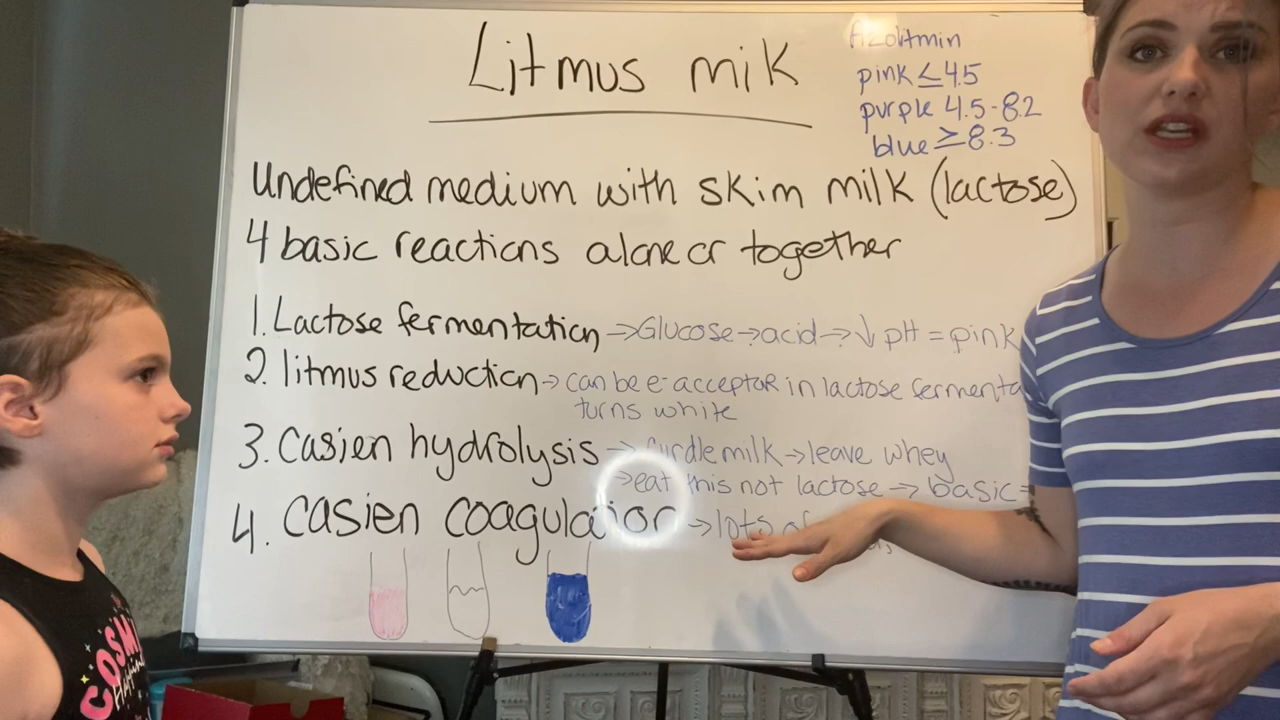 Litmus milk
Azolitmin
pink ≤4.5
purple 4.5-8.2
blue ≥8.3
Undefined medium with skim milk (lactose)
4 basic reactions alone or together
1. Lactose fermentation →Glucose→acid→↓ pH = pink
2. litmus reduction→can be e- acceptor in lactose fermenta
turns white
3. Casien hydrolysis → curdle milk→leave whey
→eat this not lactose → basic =
4. casien coagulation →lots of
COSM